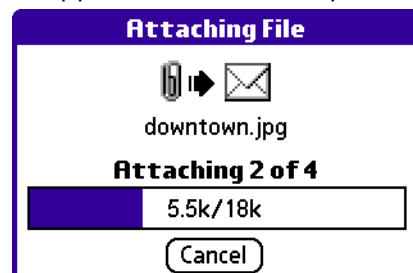 Attaching File
downtown.jpg
Attaching 2 of 4
5.5k/18k
Cancel